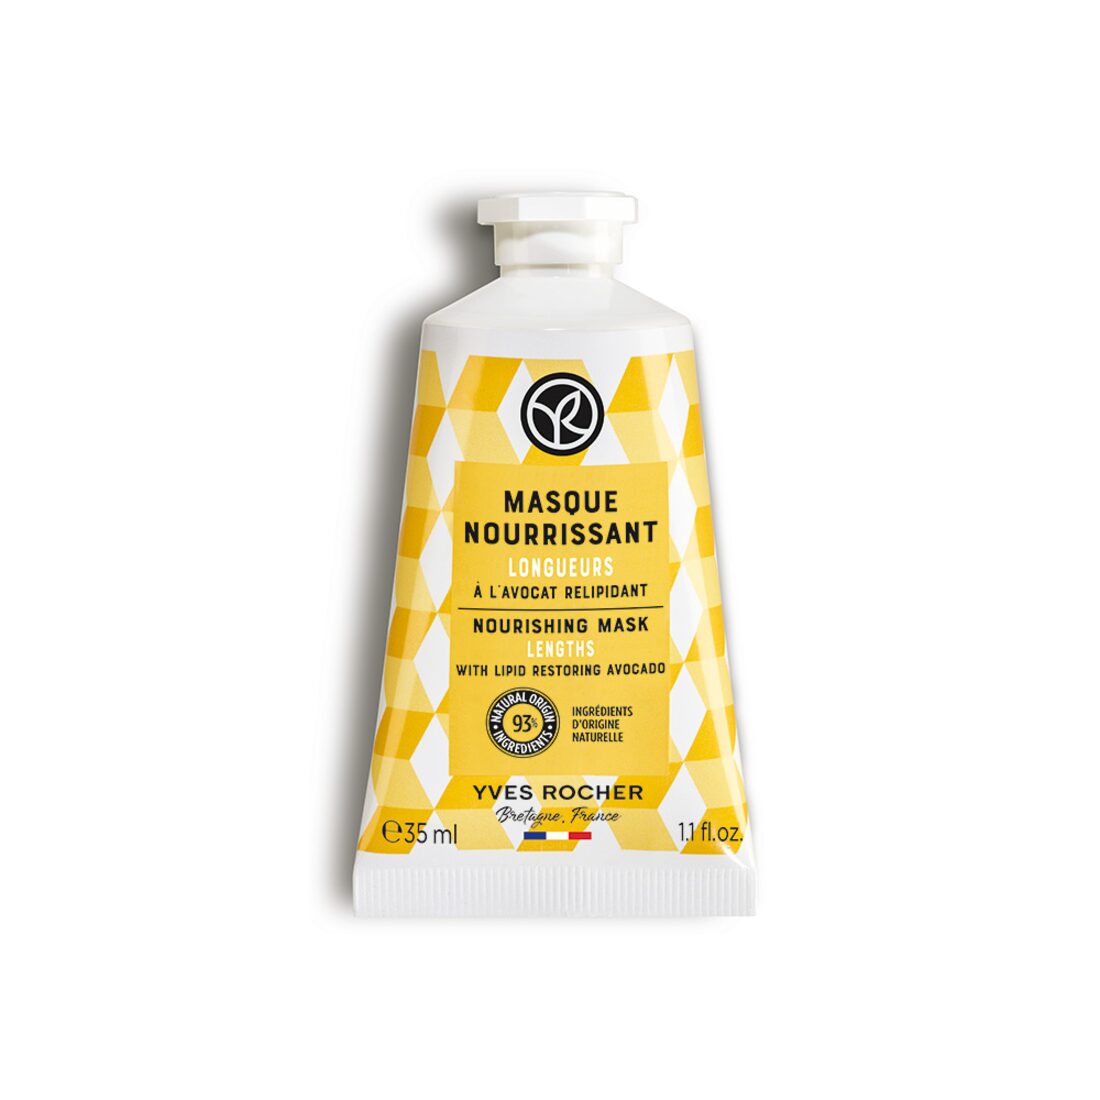 MASQUE
NOURRISSANT
LONGUEURS
À L'AVOCAT RELIPIDANT
NOURISHING MASK
LENGTHS
WITH LIPID RESTORING AVOCADO
NATURAL ORIGIN
93%
INGREDIENTS
INGRÉDIENTS
D'ORIGINE
NATURELLE
YVES ROCHER
Bretagne, France
℮35 ml
1.1 fl.oz.